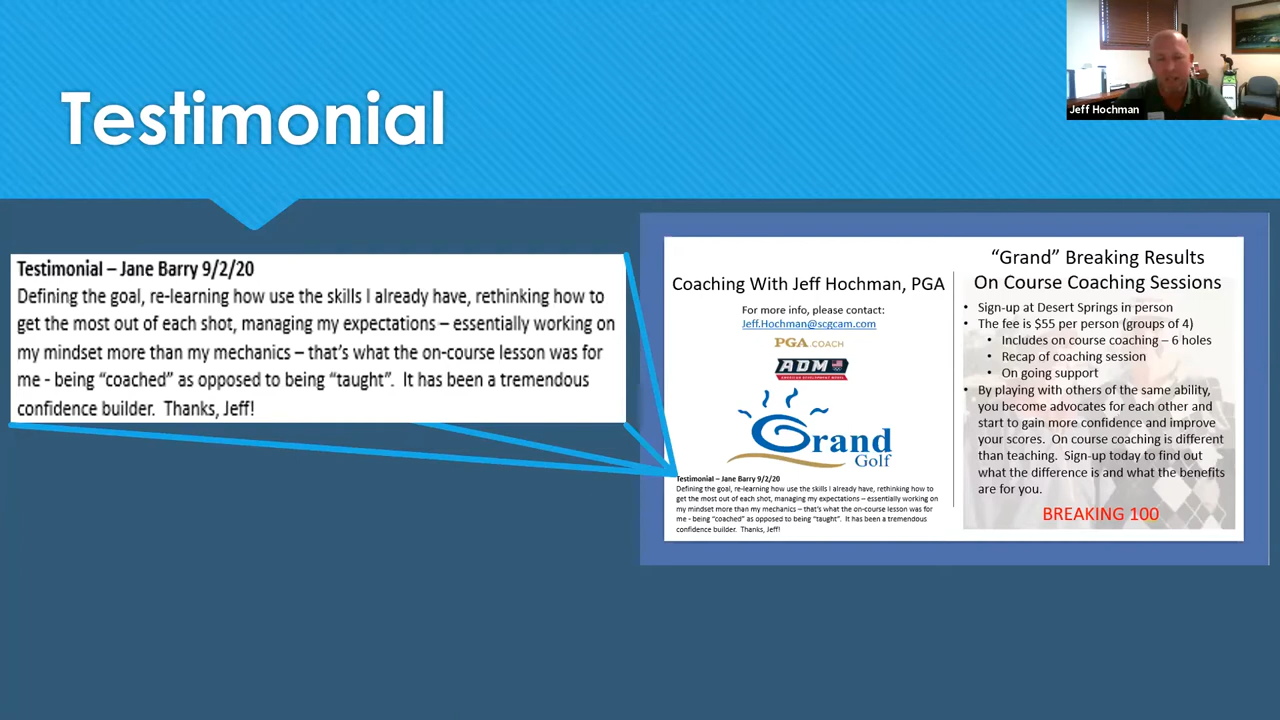 Testimonial
Jeff Hochman
Testimonial – Jane Barry 9/2/20
Defining the goal, re-learning how use the skills I already have, rethinking how to
get the most out of each shot, managing my expectations – essentially working on
my mindset more than my mechanics – that's what the on-course lesson was for
me - being "coached" as opposed to being "taught".  It has been a tremendous
confidence builder.  Thanks, Jeff!
Coaching With Jeff Hochman, PGA
For more info, please contact:
Jeff.Hochman@scgcam.com
PGA.COACH
ADM
AMERICAN DEVELOPMENT MODEL
Grand
Golf
Testimonial – Jane Barry 9/2/20
Defining the goal, re-learning how use the skills I already have, rethinking how to
get the most out of each shot, managing my expectations – essentially working on
my mindset more than my mechanics – that's what the on-course lesson was for
me - being "coached" as opposed to being "taught".  It has been a tremendous
confidence builder.  Thanks, Jeff!
"Grand" Breaking Results
On Course Coaching Sessions
• Sign-up at Desert Springs in person
• The fee is $55 per person (groups of 4)
• Includes on course coaching – 6 holes
• Recap of coaching session
• On going support
• By playing with others of the same ability,
you become advocates for each other and
start to gain more confidence and improve
your scores.  On course coaching is different
than teaching.  Sign-up today to find out
what the difference is and what the benefits
are for you.
BREAKING 100